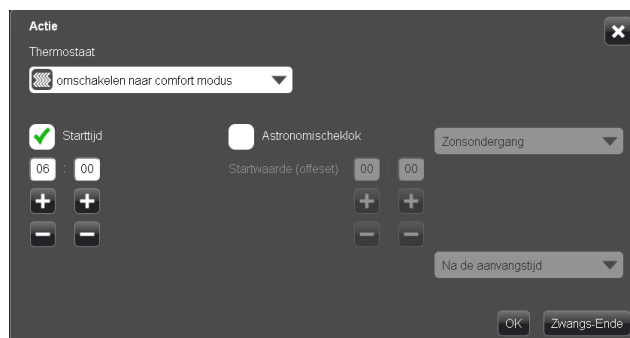 Actie
Thermostaat
omschakelen naar comfort modus
Starttijd
Astronomischeklok
Zonsondergang
06 : 00
Startwaarde (offeset) 00 : 00
Na de aanvangstijd
OK
Zwangs-Ende